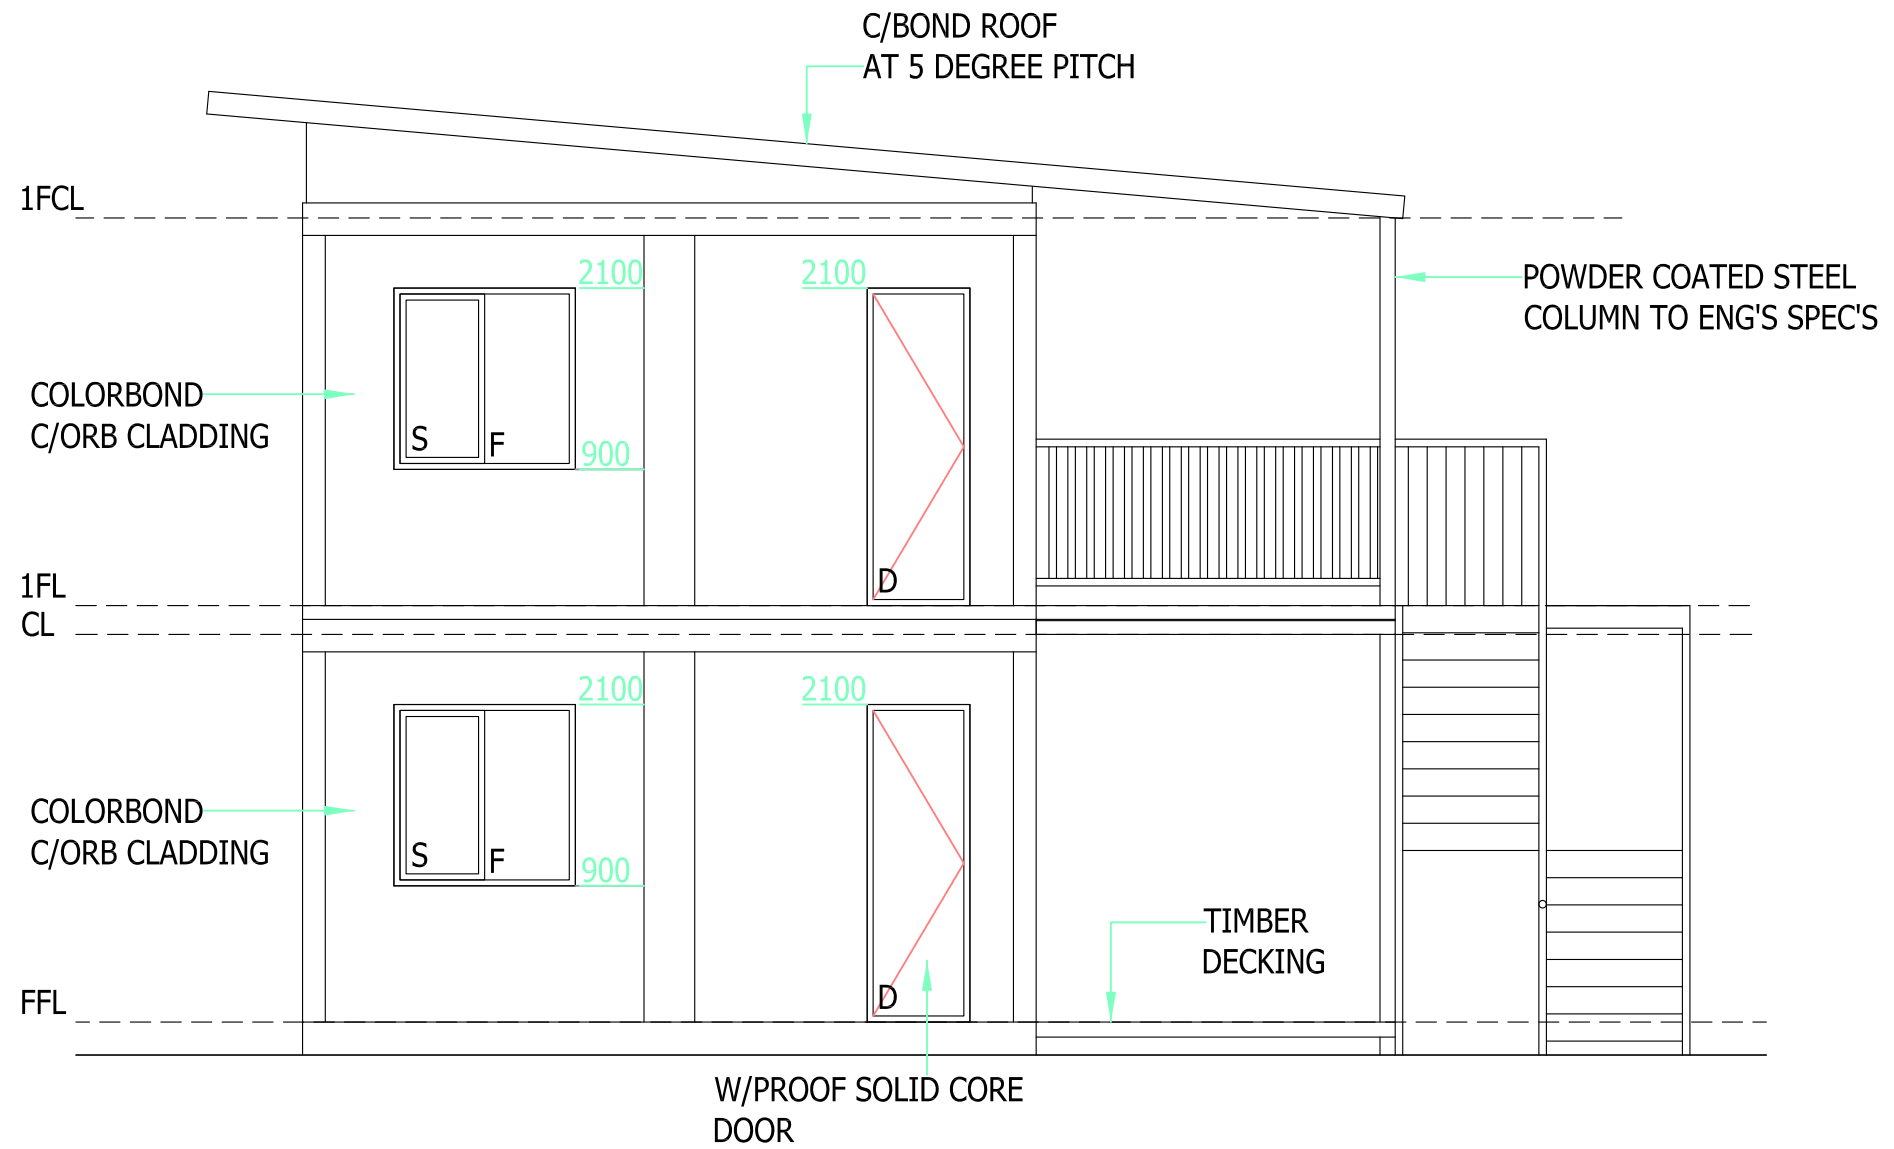 C/BOND ROOF
AT 5 DEGREE PITCH
1FCL
2100
2100
POWDER COATED STEEL
COLUMN TO ENG'S SPEC'S
COLORBOND
C/ORB CLADDING
S
F
900
D
1FL
CL
2100
2100
COLORBOND
C/ORB CLADDING
S
F
900
TIMBER
DECKING
D
FFL
W/PROOF SOLID CORE
DOOR